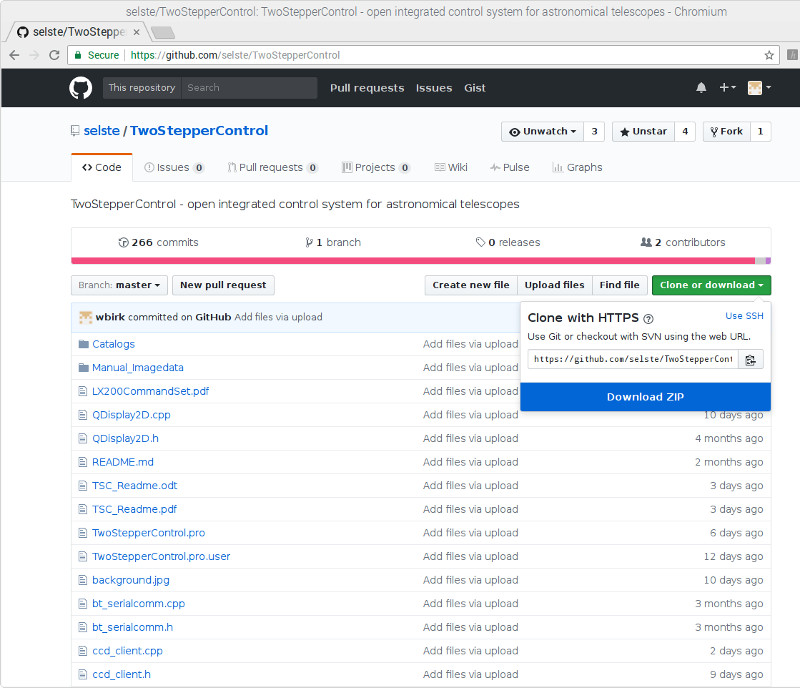 selste/TwoStepperControl: TwoStepperControl - open integrated control system for astronomical telescopes - Chromium
selste/TwoSteppe
Secure https://github.com/selste/TwoStepperControl
This repository Search Pull requests Issues Gist
selste / TwoStepperControl Unwatch 3 Unstar 4 Fork 1
Code Issues 0 Pull requests 0 Projects 0 Wiki Pulse Graphs
TwoStepperControl - open integrated control system for astronomical telescopes
266 commits 1 branch 0 releases 2 contributors
Branch: master New pull request Create new file Upload files Find file Clone or download
wbirk committed on GitHub Add files via upload
Clone with HTTPS Use SSH
Use Git or checkout with SVN using the web URL.
https://github.com/selste/TwoStepperCont
Download ZIP
Catalogs Add files via upload
Manual_Imagedata Add files via upload
LX200CommandSet.pdf Add files via upload
QDisplay2D.cpp Add files via upload 10 days ago
QDisplay2D.h Add files via upload 4 months ago
README.md Add files via upload 2 months ago
TSC_Readme.odt Add files via upload 3 days ago
TSC_Readme.pdf Add files via upload 3 days ago
TwoStepperControl.pro Add files via upload 6 days ago
TwoStepperControl.pro.user Add files via upload 12 days ago
background.jpg Add files via upload 10 days ago
bt_serialcomm.cpp Add files via upload 3 months ago
bt_serialcomm.h Add files via upload 3 months ago
ccd_client.cpp Add files via upload 2 days ago
ccd_client.h Add files via upload 9 days ago